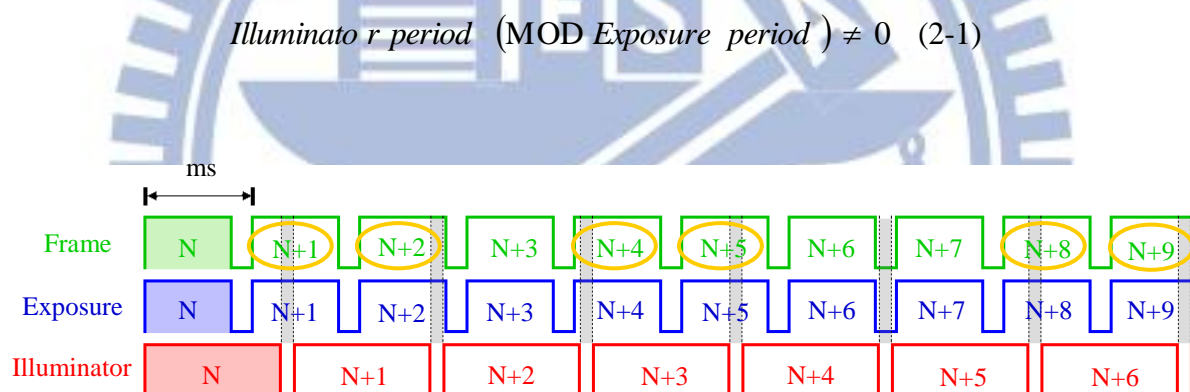 Illuminato r period (MOD Exposure period) ≠ 0 (2-1)
ms
Frame N N+1 N+2 N+3 N+4 N+5 N+6 N+7 N+8 N+9
Exposure N N+1 N+2 N+3 N+4 N+5 N+6 N+7 N+8 N+9
Illuminator N N+1 N+2 N+3 N+4 N+5 N+6